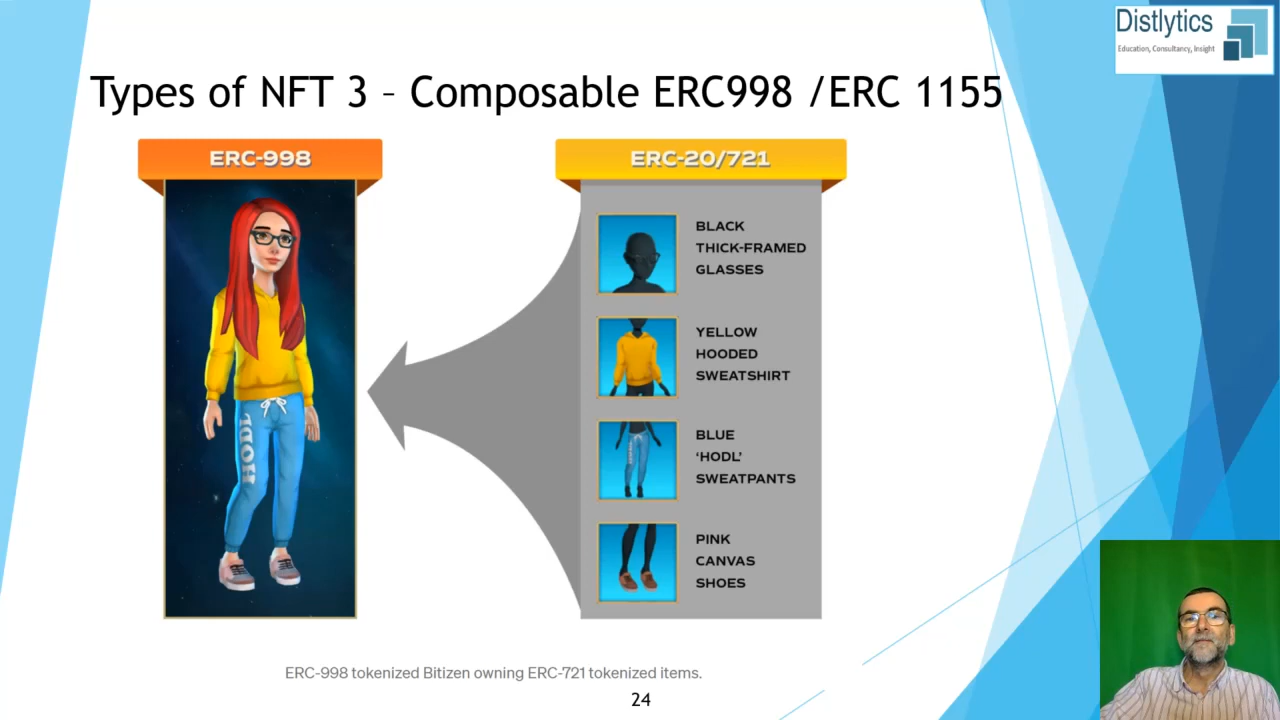 Distlytics
Education, Consultancy, Insight
Types of NFT 3 – Composable ERC998 /ERC 1155
ERC-998
HODL
ERC-20/721
BLACK
THICK-FRAMED
GLASSES
YELLOW
HOODED
SWEATSHIRT
BLUE
‘HODL’
SWEATPANTS
PINK
CANVAS
SHOES
ERC-998 tokenized Bitizen owning ERC-721 tokenized items.
24